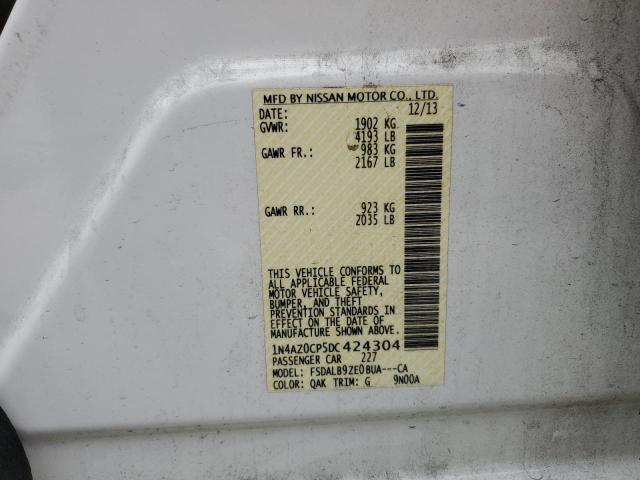 MFD BY NISSAN MOTOR CO., LTD.
DATE: 12/13
GVWR: 1902 KG
4193 LB
GAWR FR.: 983 KG
2167 LB
GAWR RR.: 923 KG
2035 LB
THIS VEHICLE CONFORMS TO
ALL APPLICABLE FEDERAL
MOTOR VEHICLE SAFETY,
BUMPER, AND THEFT
PREVENTION STANDARDS IN
EFFECT ON THE DATE OF
MANUFACTURE SHOWN ABOVE.
1N4AZ0CP5DC424304
PASSENGER CAR 227
MODEL: FSDALB9ZE0BUA---CA
COLOR: QAK TRIM: G 9N00A